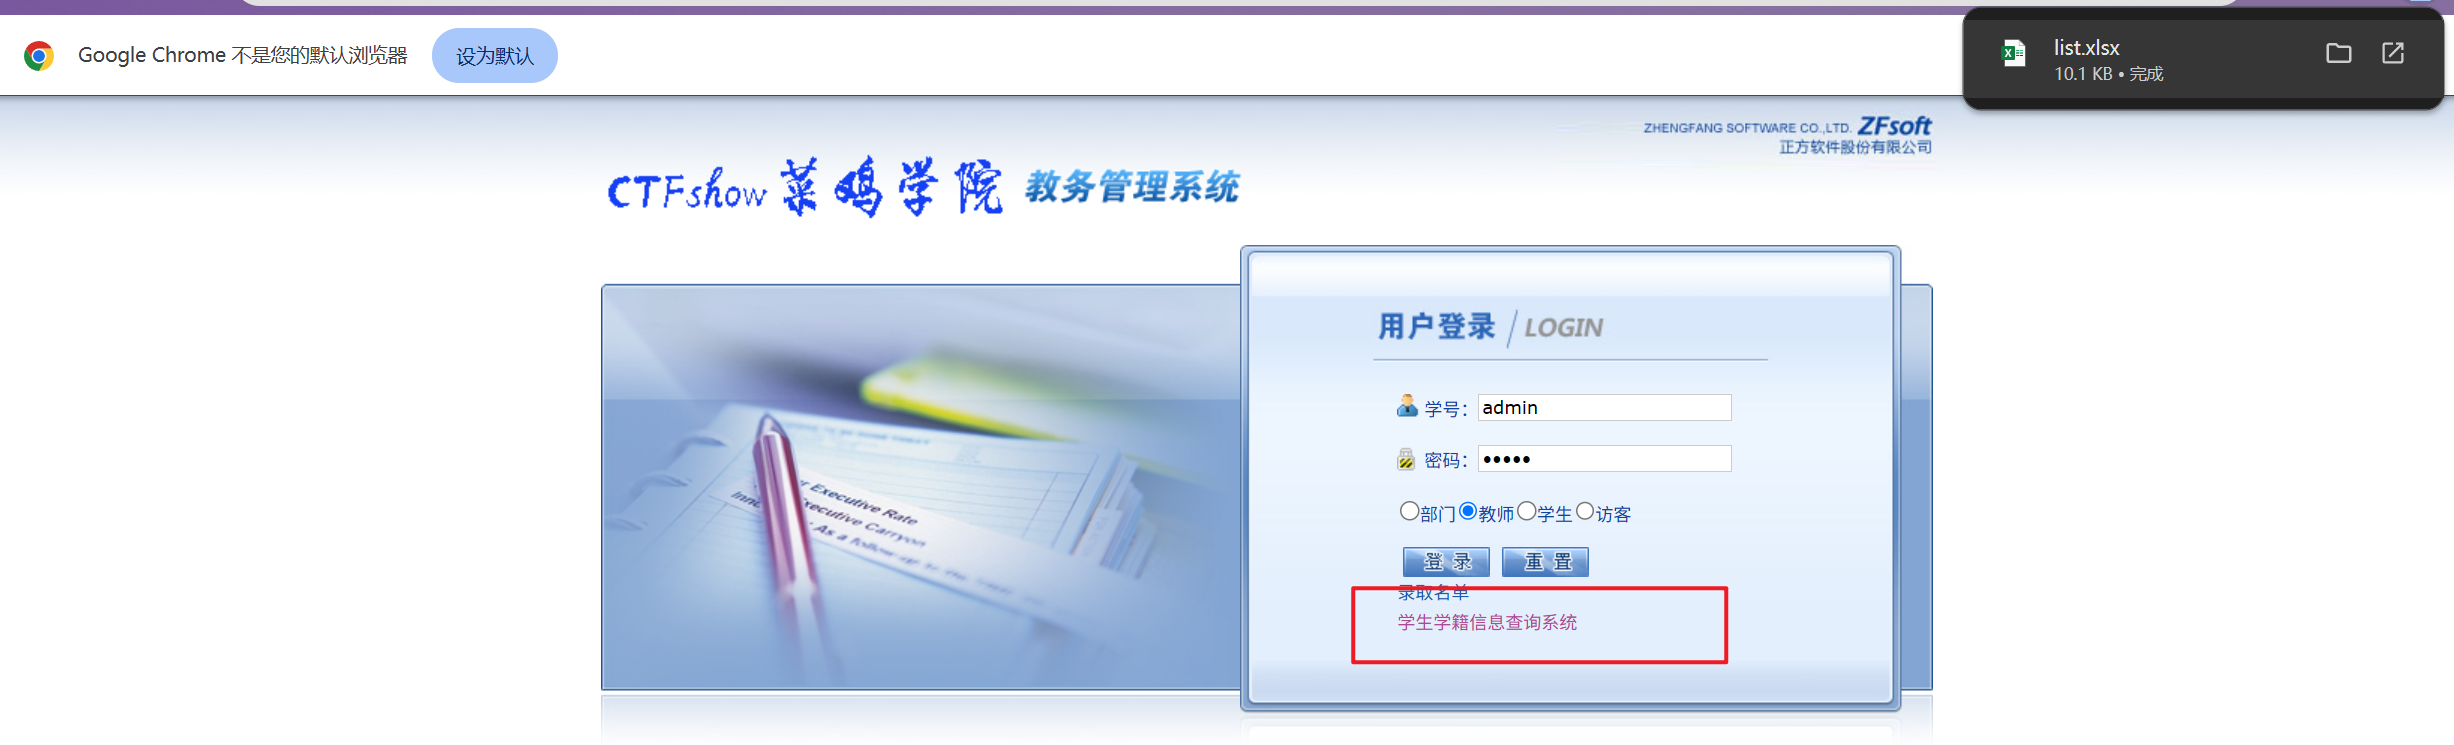 Google Chrome 不是您的默认浏览器
设为默认
list.xlsx
10.1 KB • 完成
ZHENGFANG SOFTWARE CO.,LTD. ZFsoft
正方软件股份有限公司
CTFshow 菜鸡学院 教务管理系统
用户登录 / LOGIN
学号: admin
密码: •••••
部门 教师 学生 访客
登 录 重 置
录取名单
学生学籍信息查询系统
r Executive Rate
Executive Carryon
As a follow-up to the